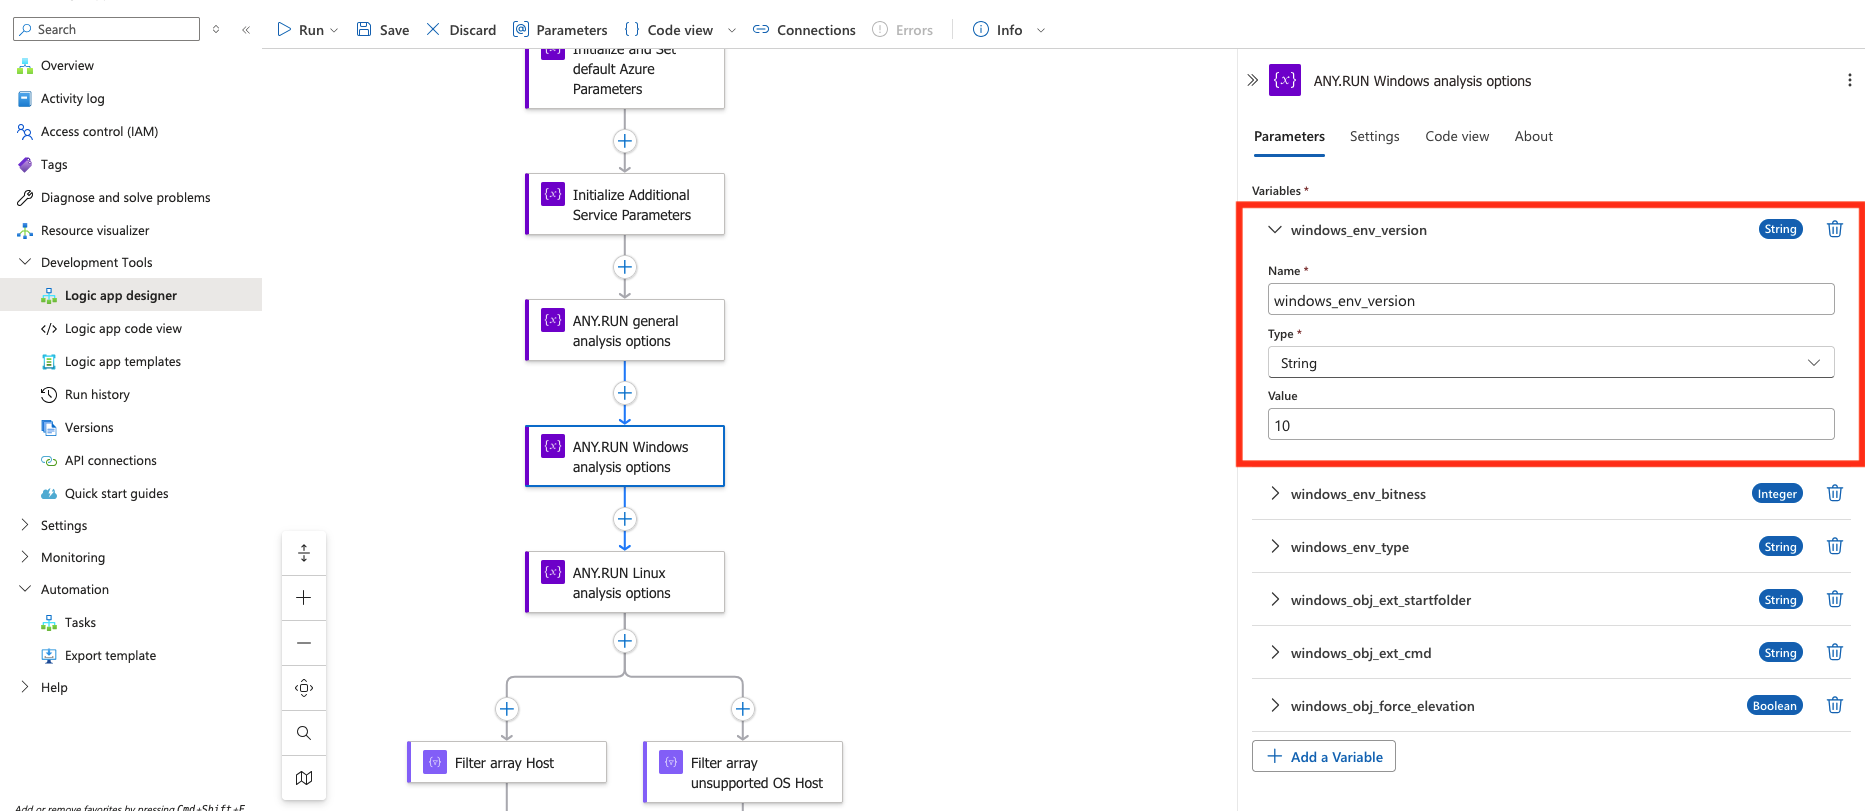 Search
Run
Save
Discard
Parameters
Code view
Connections
Errors
Info
Overview
Activity log
Access control (IAM)
Tags
Diagnose and solve problems
Resource visualizer
Development Tools
Logic app designer
Logic app code view
Logic app templates
Run history
Versions
API connections
Quick start guides
Settings
Monitoring
Automation
Tasks
Export template
Help
Add or remove favorites by pressing Cmd+Shift+F
Initialize and Set
default Azure
Parameters
Initialize Additional
Service Parameters
ANY.RUN general
analysis options
ANY.RUN Windows
analysis options
ANY.RUN Linux
analysis options
Filter array Host
Filter array
unsupported OS Host
{x} ANY.RUN Windows analysis options
Parameters
Settings
Code view
About
Variables *
windows_env_version String
Name *
windows_env_version
Type *
String
Value
10
windows_env_bitness Integer
windows_env_type String
windows_obj_ext_startfolder String
windows_obj_ext_cmd String
windows_obj_force_elevation Boolean
Add a Variable